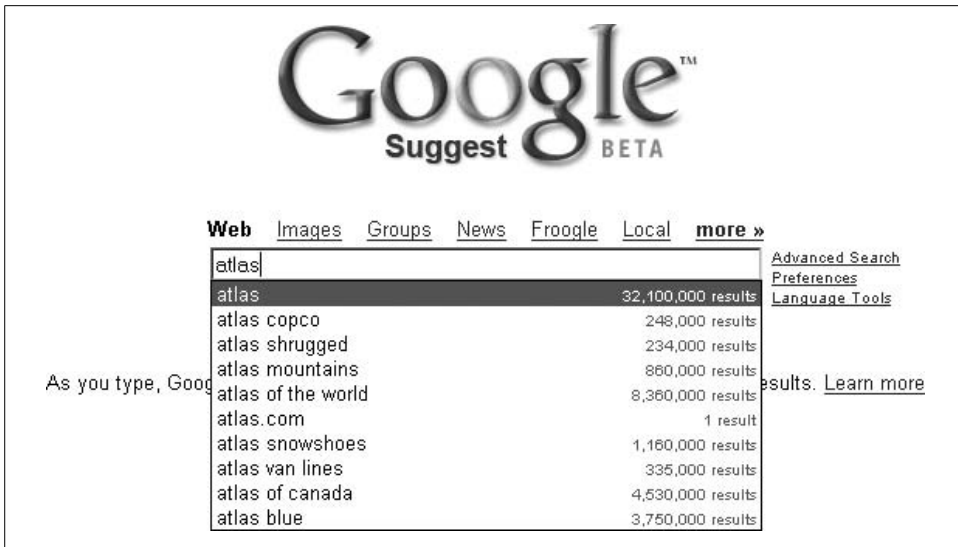 Google™
Suggest BETA
Web Images Groups News Froogle Local more »
atlas
Advanced Search
Preferences
Language Tools
atlas 32,100,000 results
atlas copco 248,000 results
atlas shrugged 234,000 results
atlas mountains 860,000 results
atlas of the world 8,360,000 results
atlas.com 1 result
atlas snowshoes 1,160,000 results
atlas van lines 335,000 results
atlas of canada 4,530,000 results
atlas blue 3,750,000 results
As you type, Goog esults. Learn more